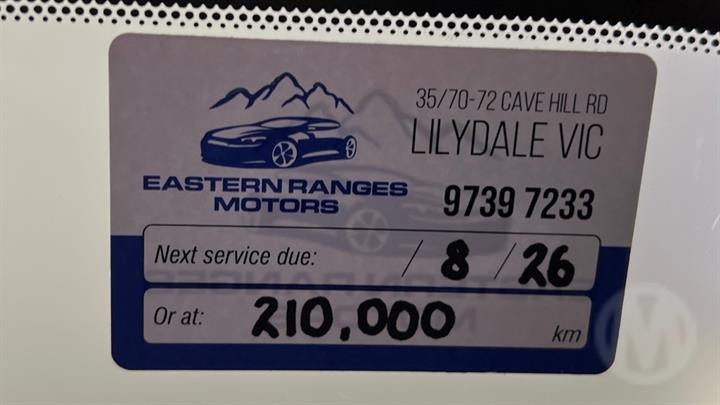 35/70-72 CAVE HILL RD
LILYDALE VIC
EASTERN RANGES
MOTORS
9739 7233
Next service due: / 8 / 26
Or at: 210,000 km
M